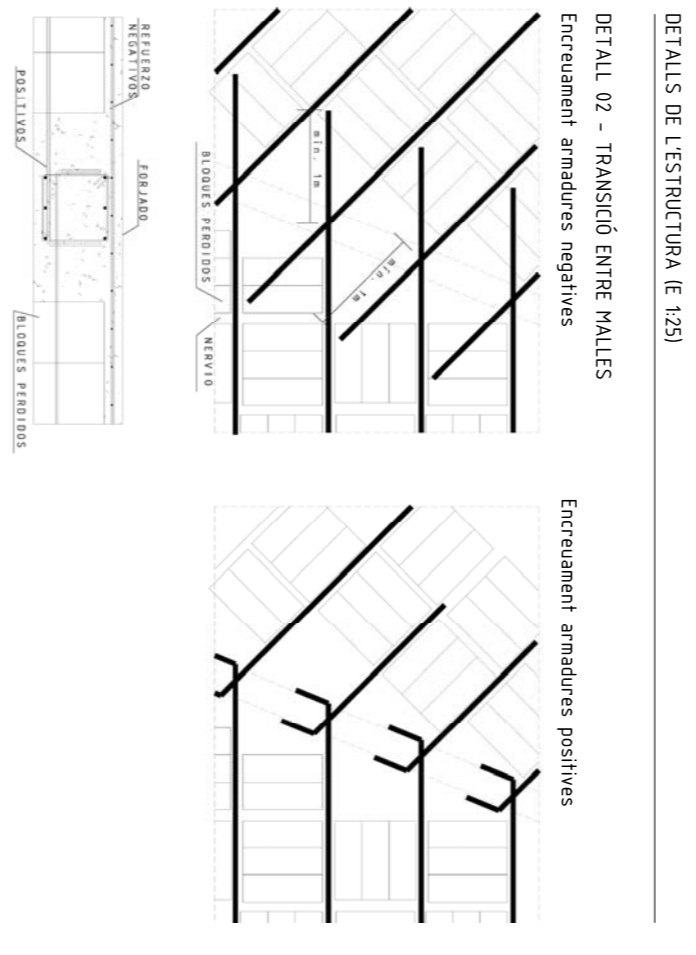 DETALLS DE L'ESTRUCTURA (E 1:25)
DETALL 02 - TRANSICIÓ ENTRE MALLES
Encreuament armadures negatives
Encreuament armadures positives
min. 1m
min. 1m
BLOQUES PERDIDOS
NERVIO
REFUERZO
NEGATIVOS
FORJADO
POSITIVOS
BLOQUES PERDIDOS